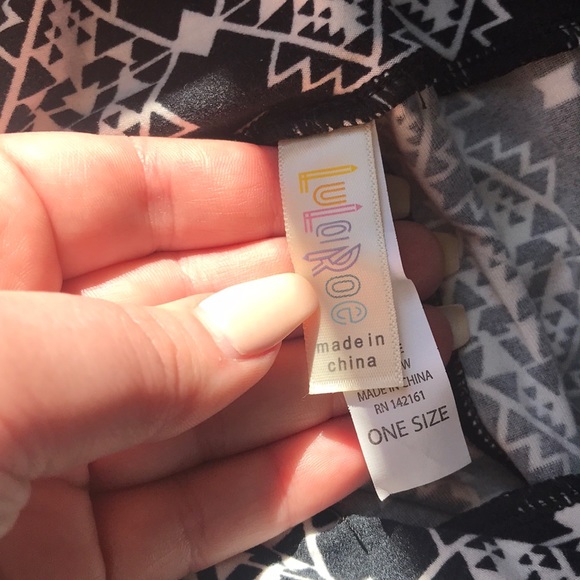 LuLaRoe
made in
china
MADE IN CHINA
RN 142161
ONE SIZE